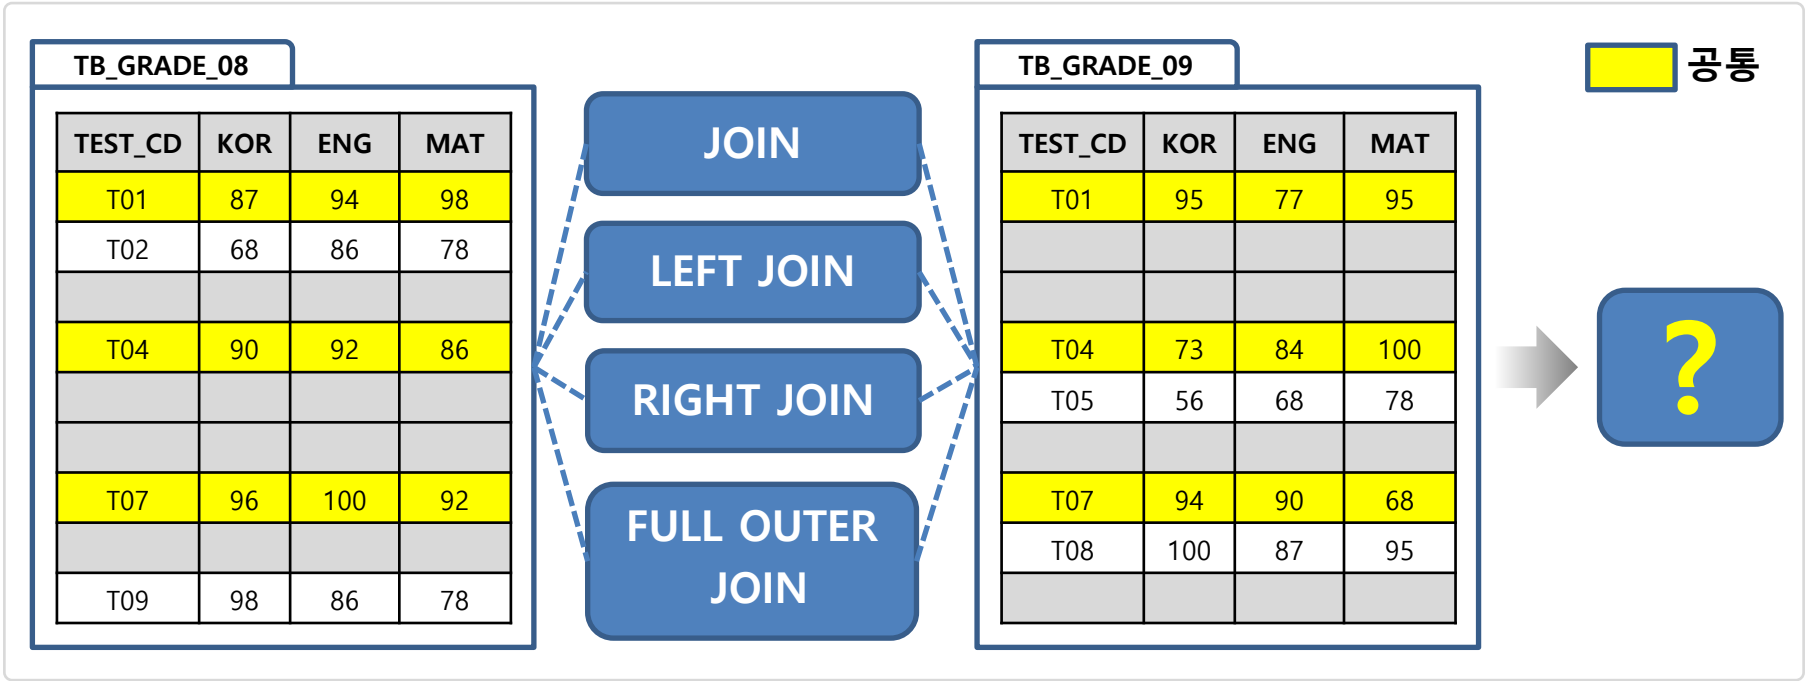 TB_GRADE_08
TEST_CD KOR ENG MAT
T01 87 94 98
T02 68 86 78
T04 90 92 86
T07 96 100 92
T09 98 86 78
JOIN
LEFT JOIN
RIGHT JOIN
FULL OUTER
JOIN
TB_GRADE_09
TEST_CD KOR ENG MAT
T01 95 77 95
T04 73 84 100
T05 56 68 78
T07 94 90 68
T08 100 87 95
공통
?